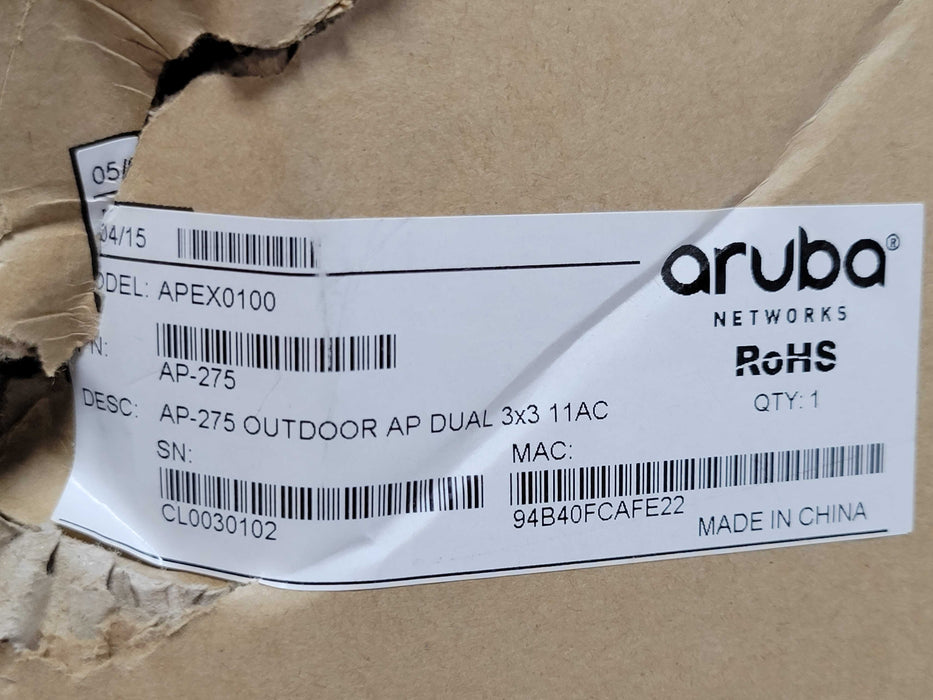 05/
04/15
ODEL: APEX0100
N:
AP-275
DESC: AP-275 OUTDOOR AP DUAL 3x3 11AC
SN:
CL0030102
MAC:
94B40FCAFE22
aruba®
NETWORKS
RoHS
QTY: 1
MADE IN CHINA